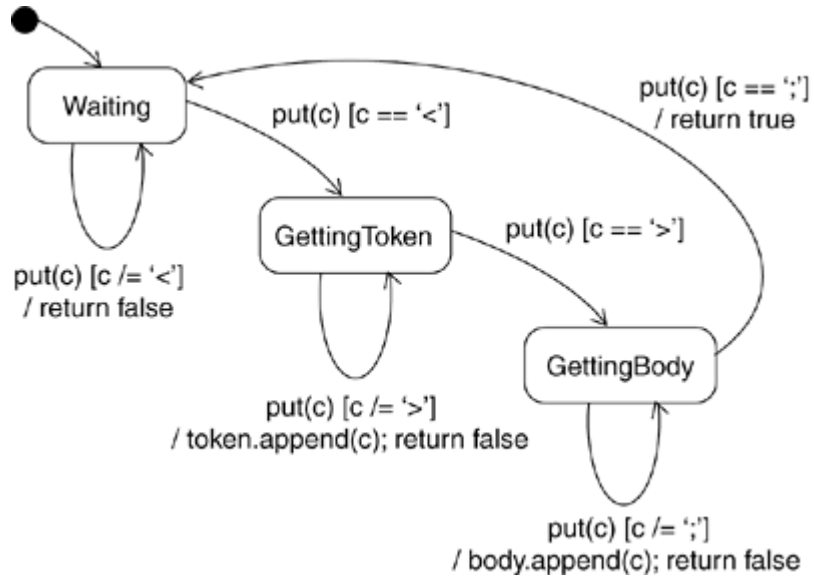 Waiting
put(c) [c == ‘<’]
put(c) [c == ‘;’]
/ return true
put(c) [c /= ‘<’]
/ return false
GettingToken
put(c) [c == ‘>’]
put(c) [c /= ‘>’]
/ token.append(c); return false
GettingBody
put(c) [c /= ‘;’]
/ body.append(c); return false